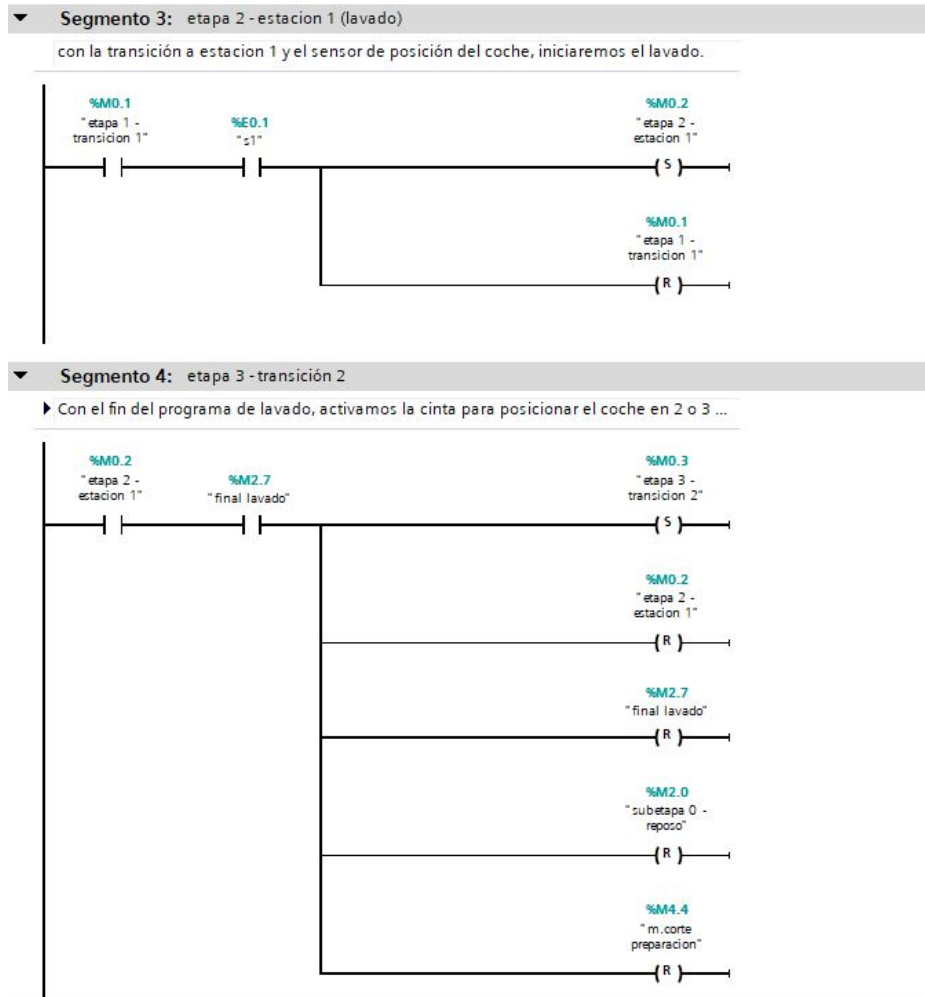 Segmento 3: etapa 2 - estacion 1 (lavado)
con la transición a estacion 1 y el sensor de posición del coche, iniciaremos el lavado.
%M0.1
"etapa 1 -
transicion 1"
%E0.1
"s1"
%M0.2
"etapa 2 -
estacion 1"
S
%M0.1
"etapa 1 -
transicion 1"
R
Segmento 4: etapa 3 - transición 2
Con el fin del programa de lavado, activamos la cinta para posicionar el coche en 2 o 3 ...
%M0.2
"etapa 2 -
estacion 1"
%M2.7
"final lavado"
%M0.3
"etapa 3 -
transicion 2"
S
%M0.2
"etapa 2 -
estacion 1"
R
%M2.7
"final lavado"
R
%M2.0
"subetapa 0 -
reposo"
R
%M4.4
"m.corte
preparacion"
R